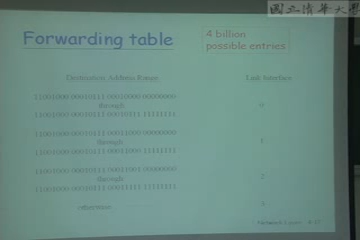 國立清華大學
Forwarding table
4 billion
possible entries
Destination Address Range
Link Interface
11001000 00010111 00010000 00000000
through
11001000 00010111 00010111 11111111
0
11001000 00010111 00011000 00000000
through
11001000 00010111 00011000 11111111
1
11001000 00010111 00011001 00000000
through
11001000 00010111 00011111 11111111
2
otherwise
3
Network Layer